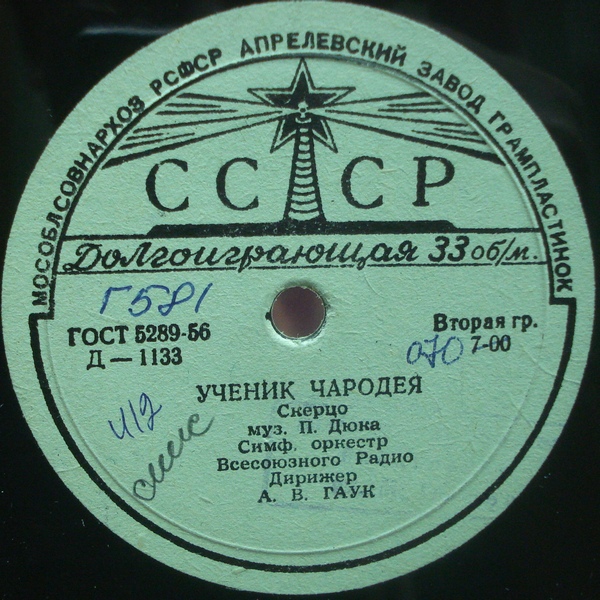 МОСОБЛСОВНАРХОЗ РСФСР АПРЕЛЕВСКИЙ ЗАВОД ГРАМПЛАСТИНОК
СССР
Долгоиграющая 33 об/м.
Г581
ГОСТ 5289-56
Д — 1133
Вторая гр.
7-00
070
УЧЕНИК ЧАРОДЕЯ
Скерцо
муз. П. Дюка
Симф. оркестр
Всесоюзного Радио
Дирижер
А. В. ГАУК